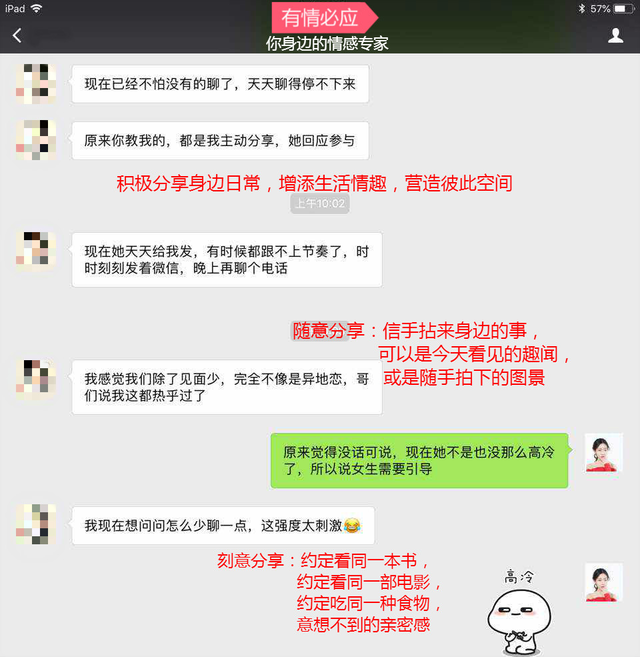 iPad
57%
有情必应
你身边的情感专家
现在已经不怕没有的聊了，天天聊得停不下来
原来你教我的，都是我主动分享，她回应参与
积极分享身边日常，增添生活情趣，营造彼此空间
上午10:02
现在她天天给我发，有时候都跟不上节奏了，时
时刻刻发着微信，晚上再聊个电话
随意分享：信手拈来身边的事，
可以是今天看见的趣闻，
或是随手拍下的图景
我感觉我们除了见面少，完全不像是异地恋，哥
们说我这都热乎过了
原来觉得没话可说，现在她不是也没那么高冷
了，所以说女生需要引导
我现在想问问怎么少聊一点，这强度太刺激😂
刻意分享：约定看同一本书，
约定看同一部电影，
约定吃同一种食物，
意想不到的亲密感
高冷